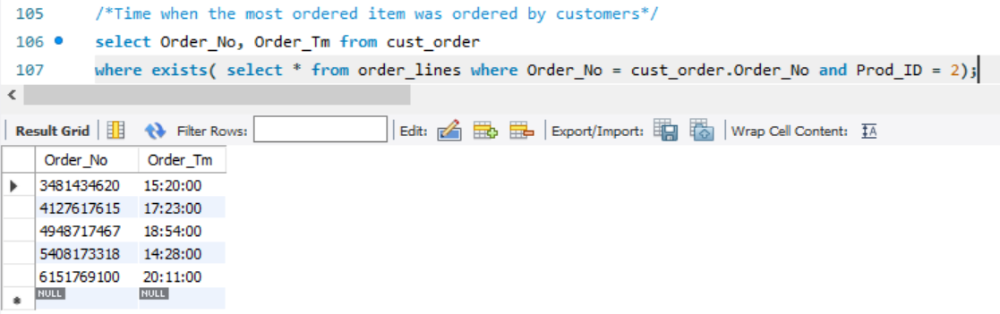 105 /*Time when the most ordered item was ordered by customers*/
106 select Order_No, Order_Tm from cust_order
107 where exists( select * from order_lines where Order_No = cust_order.Order_No and Prod_ID = 2);
Result Grid Filter Rows: Edit: Export/Import: Wrap Cell Content: IA
Order_No Order_Tm
3481434620 15:20:00
4127617615 17:23:00
4948717467 18:54:00
5408173318 14:28:00
6151769100 20:11:00
NULL NULL